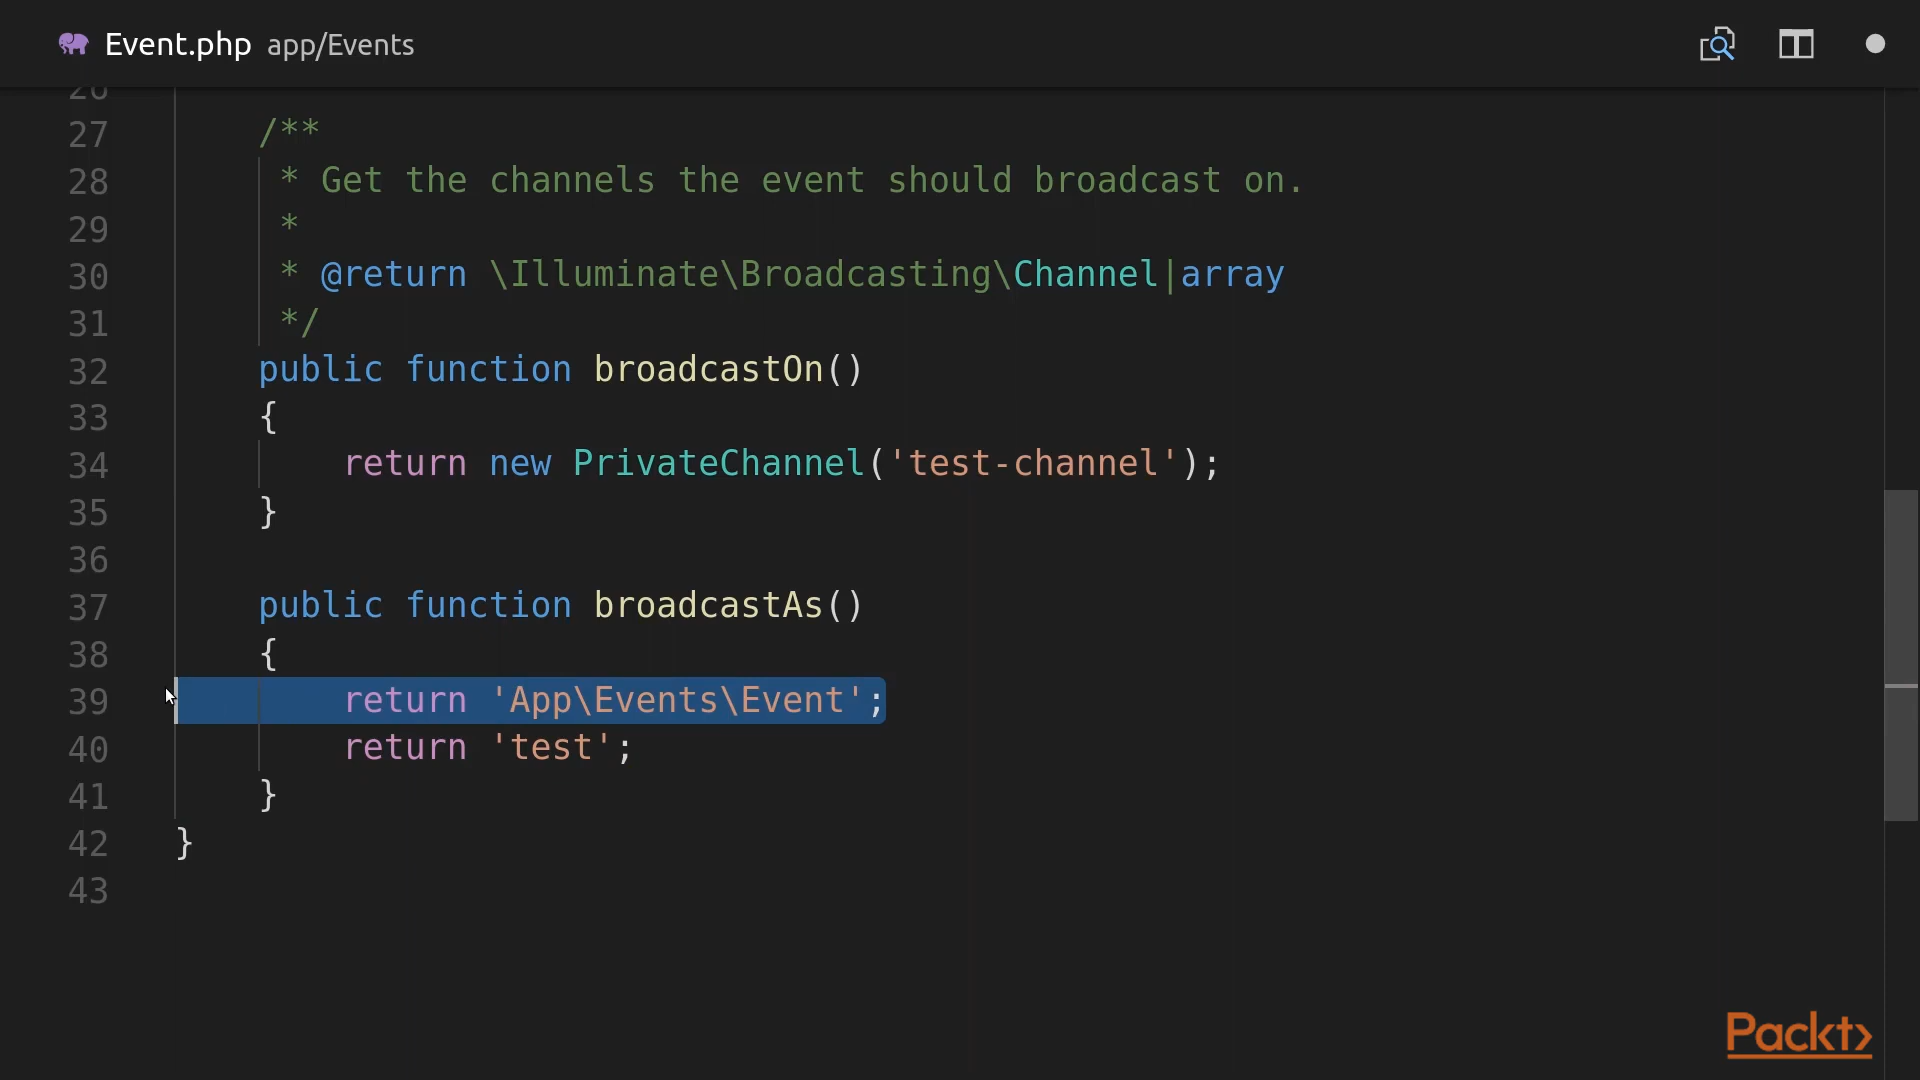 Event.php app/Events
26
27 /**
28 * Get the channels the event should broadcast on.
29 *
30 * @return \Illuminate\Broadcasting\Channel|array
31 */
32 public function broadcastOn()
33 {
34 return new PrivateChannel('test-channel');
35 }
36
37 public function broadcastAs()
38 {
39 return 'App\Events\Event';
40 return 'test';
41 }
42 }
43
Packt>